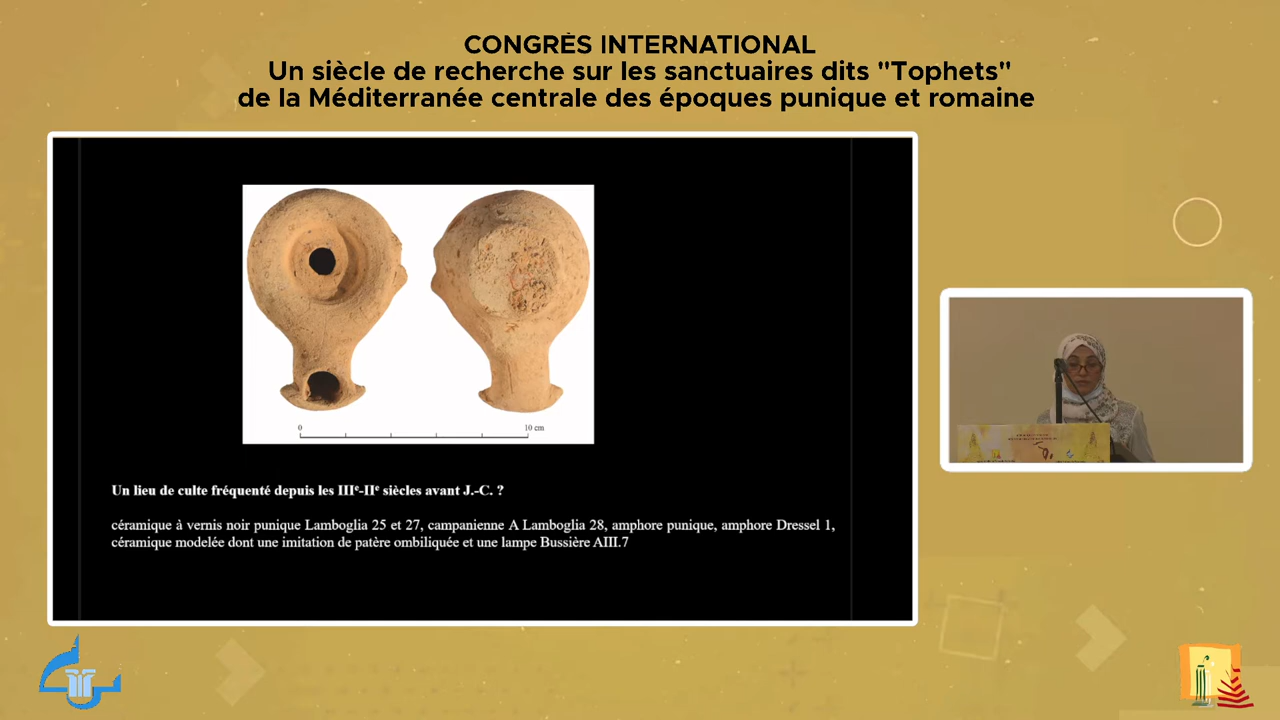 CONGRÈS INTERNATIONAL
Un siècle de recherche sur les sanctuaires dits "Tophets"
de la Méditerranée centrale des époques punique et romaine
0 10 cm
Un lieu de culte fréquenté depuis les IIIᵉ-IIᵉ siècles avant J.-C. ?
céramique à vernis noir punique Lamboglia 25 et 27, campanienne A Lamboglia 28, amphore punique, amphore Dressel 1,
céramique modelée dont une imitation de patère ombiliquée et une lampe Bussière AIII.7